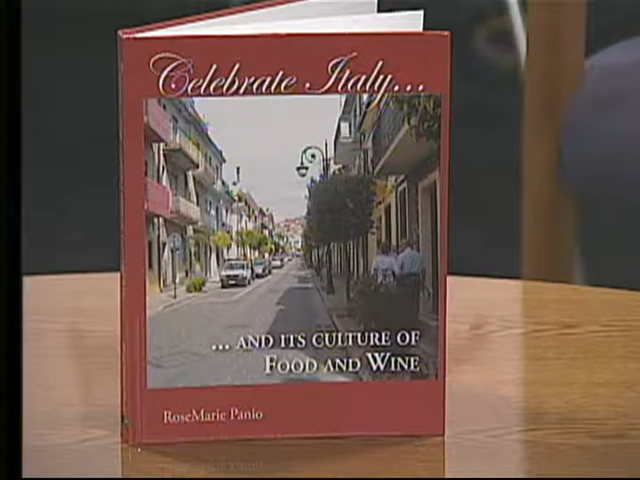 Celebrate Italy...
... AND ITS CULTURE OF
FOOD AND WINE
RoseMarie Panio